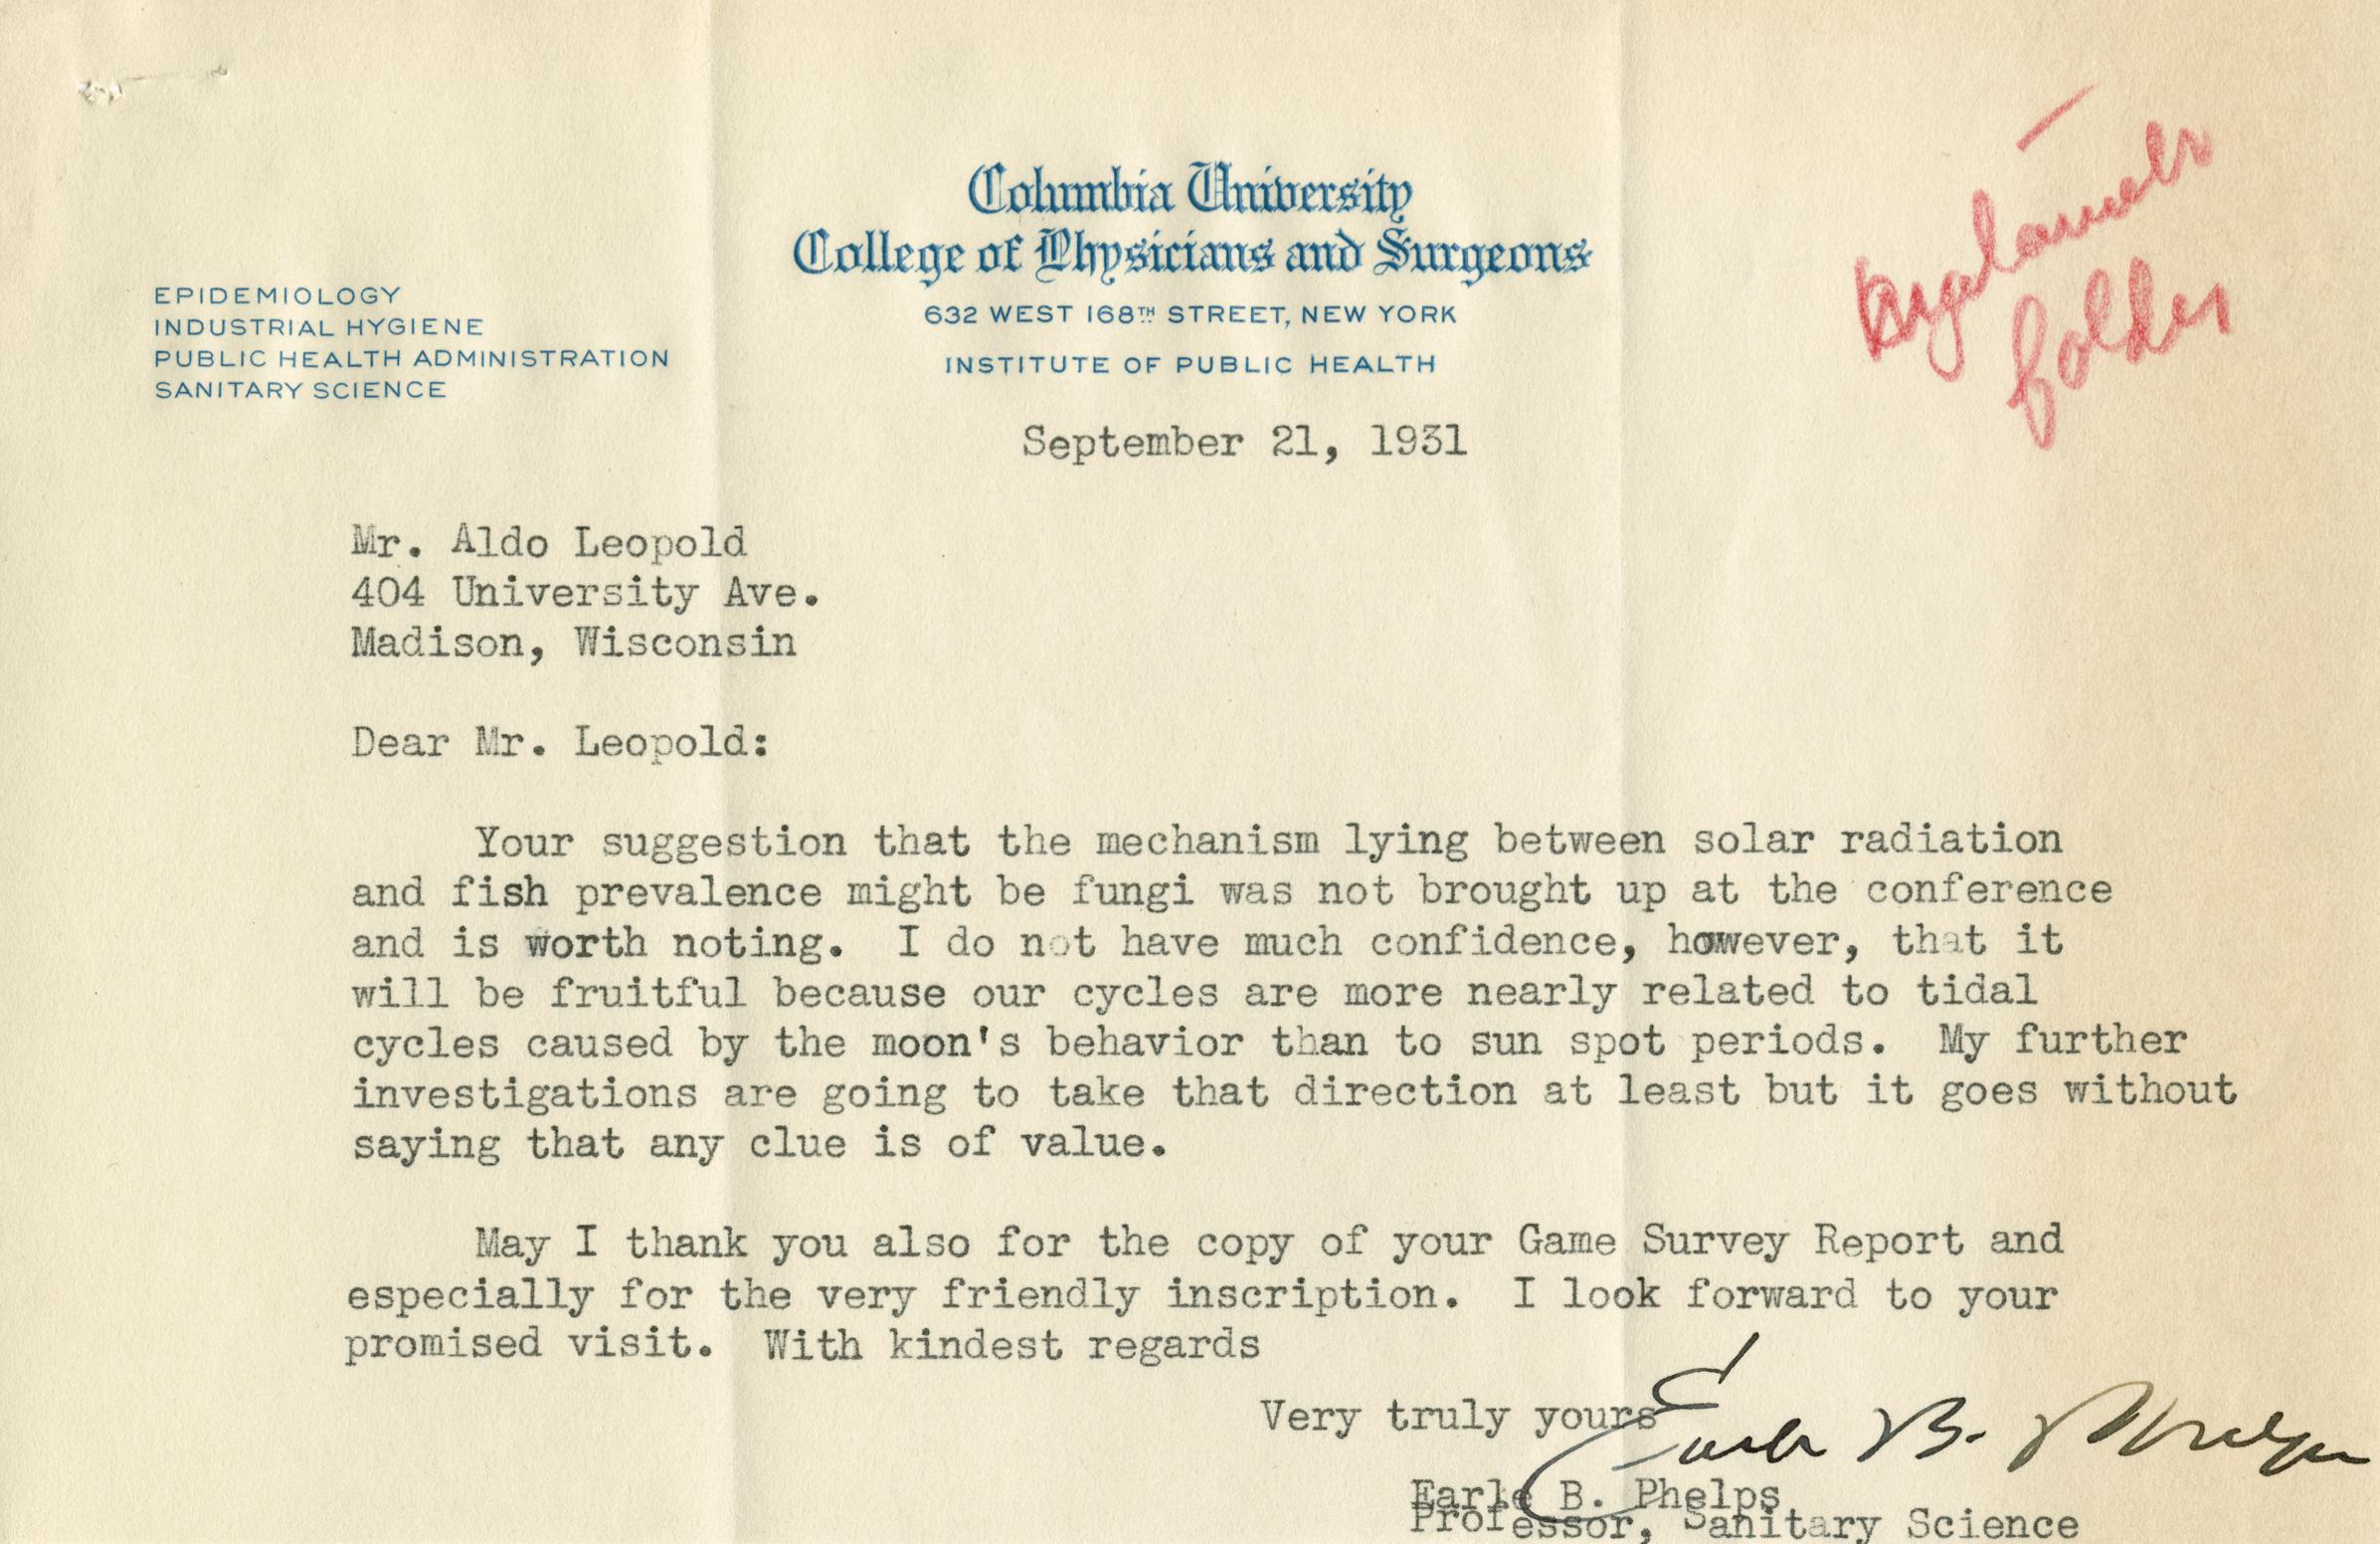 Columbia University
College of Physicians and Surgeons
632 WEST 168TH STREET, NEW YORK
INSTITUTE OF PUBLIC HEALTH
EPIDEMIOLOGY
INDUSTRIAL HYGIENE
PUBLIC HEALTH ADMINISTRATION
SANITARY SCIENCE
folder
September 21, 1931
Mr. Aldo Leopold
404 University Ave.
Madison, Wisconsin
Dear Mr. Leopold:
Your suggestion that the mechanism lying between solar radiation
and fish prevalence might be fungi was not brought up at the conference
and is worth noting. I do not have much confidence, however, that it
will be fruitful because our cycles are more nearly related to tidal
cycles caused by the moon's behavior than to sun spot periods. My further
investigations are going to take that direction at least but it goes without
saying that any clue is of value.
May I thank you also for the copy of your Game Survey Report and
especially for the very friendly inscription. I look forward to your
promised visit. With kindest regards
Very truly yours
Earle B. Phelps
Earle B. Phelps
Professor, Sanitary Science